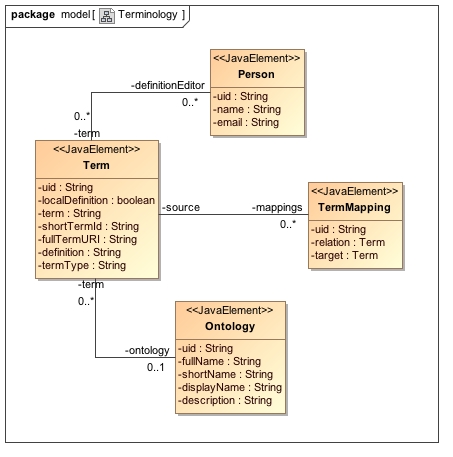 package model [ Terminology ]
<<JavaElement>>
Person
-uid : String
-name : String
-email : String
-definitionEditor
0..*
0..*
-term
<<JavaElement>>
Term
-uid : String
-localDefinition : boolean
-term : String
-shortTermId : String
-fullTermURI : String
-definition : String
-termType : String
-source
-mappings
0..*
<<JavaElement>>
TermMapping
-uid : String
-relation : Term
-target : Term
-term
0..*
-ontology
0..1
<<JavaElement>>
Ontology
-uid : String
-fullName : String
-shortName : String
-displayName : String
-description : String